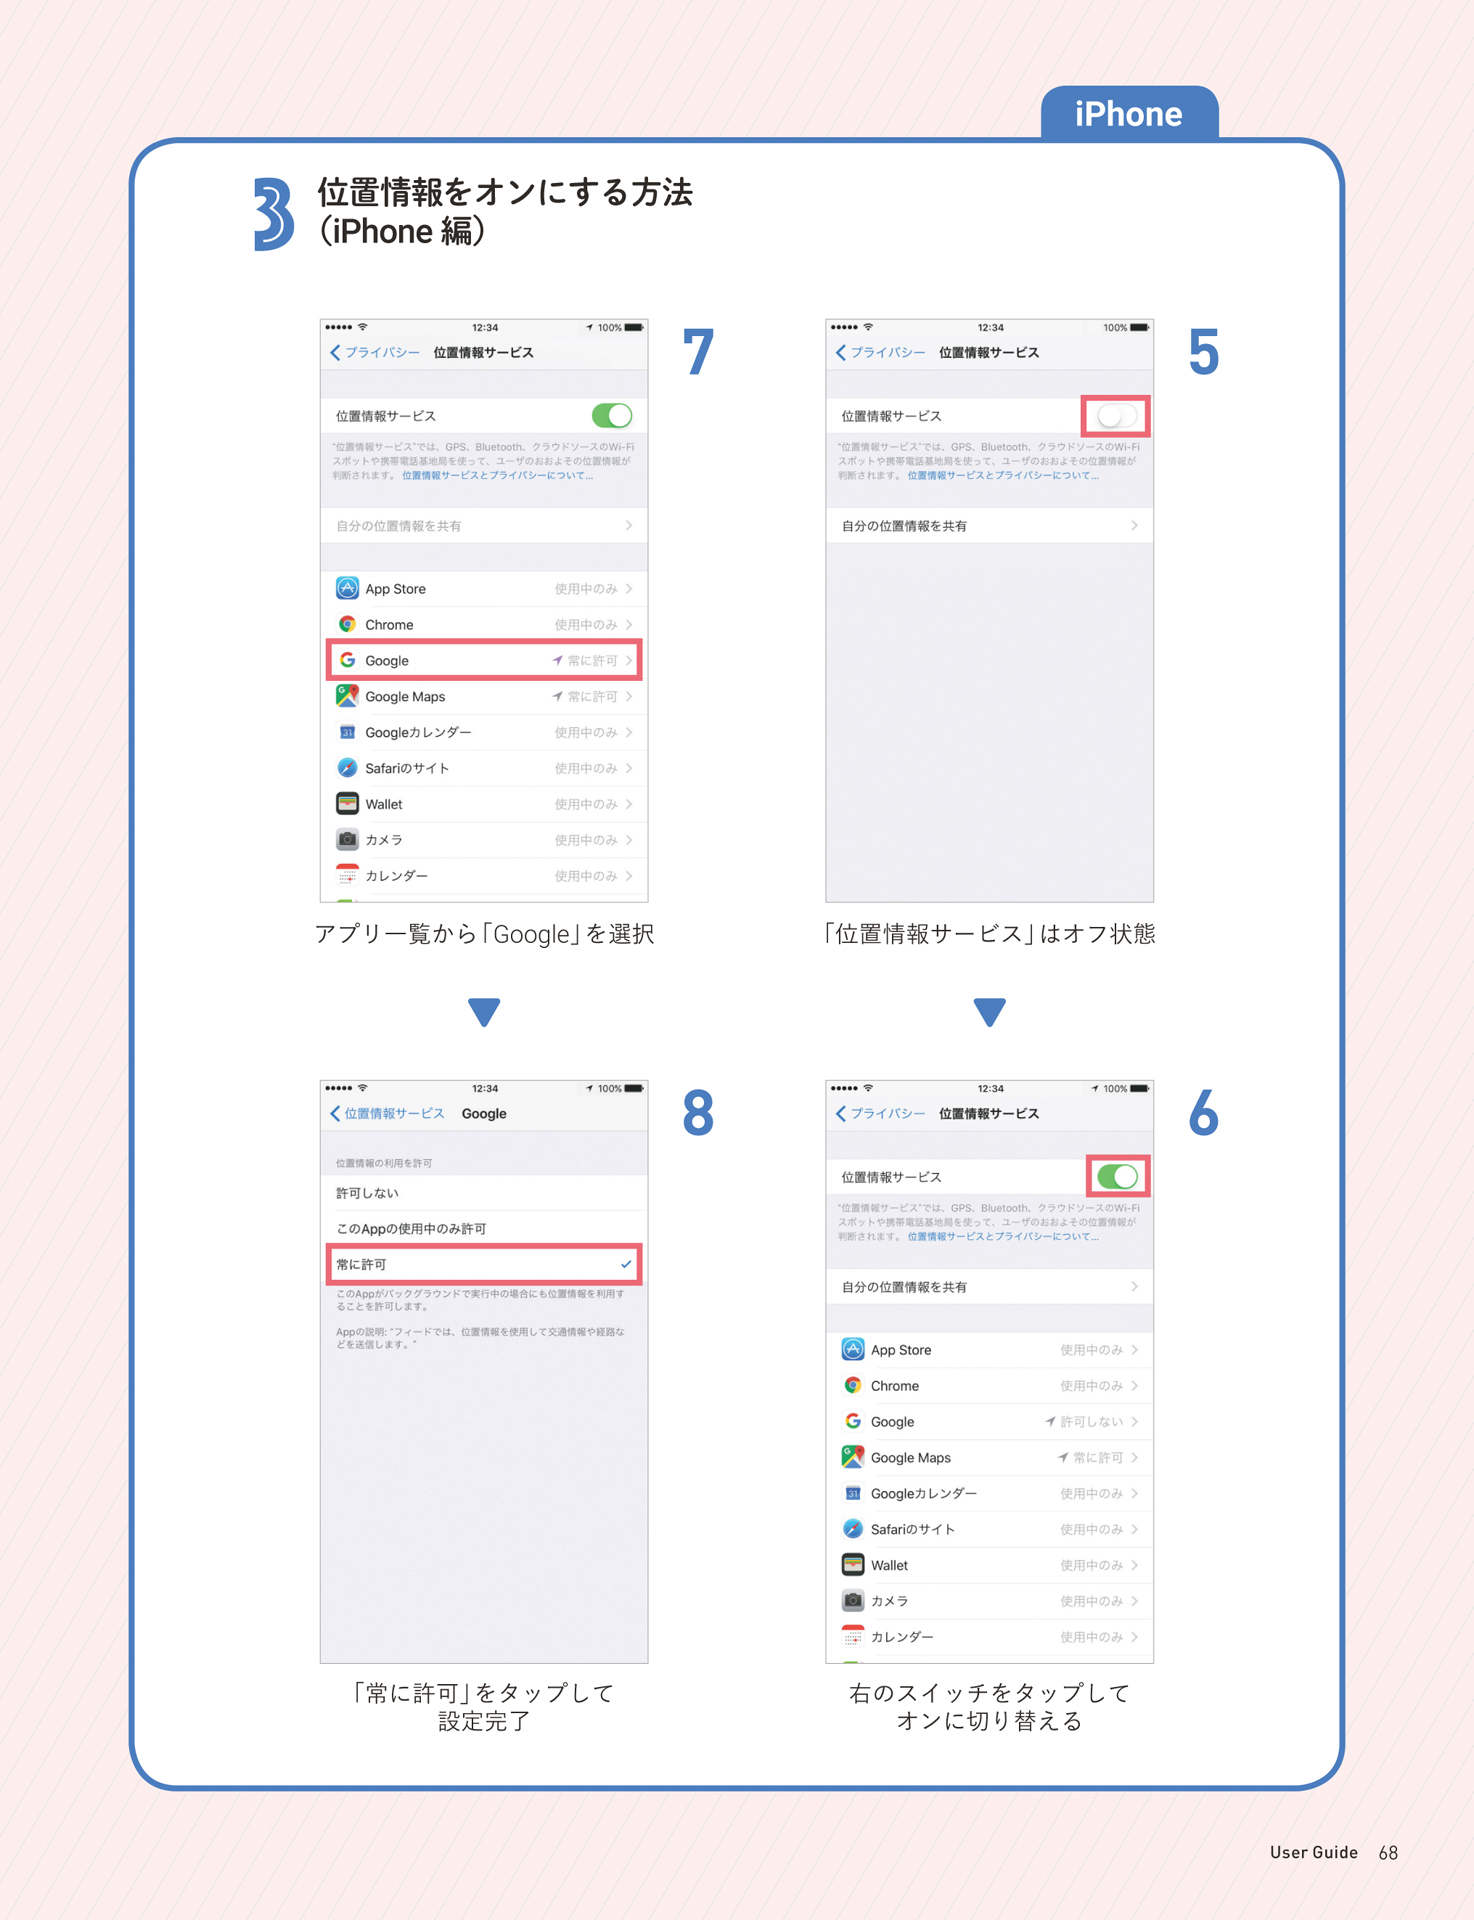 iPhone
3
位置情報をオンにする方法
（iPhone 編）
5
12:34
100%
プライバシー 位置情報サービス
位置情報サービス
"位置情報サービス"では、GPS、Bluetooth、クラウドソースのWi-Fi
スポットや携帯電話基地局を使って、ユーザのおおよその位置情報が
判断されます。 位置情報サービスとプライバシーについて...
自分の位置情報を共有
「位置情報サービス」はオフ状態
6
12:34
100%
プライバシー 位置情報サービス
位置情報サービス
"位置情報サービス"では、GPS、Bluetooth、クラウドソースのWi-Fi
スポットや携帯電話基地局を使って、ユーザのおおよその位置情報が
判断されます。 位置情報サービスとプライバシーについて...
自分の位置情報を共有
App Store 使用中のみ
Chrome 使用中のみ
Google 許可しない
Google Maps 常に許可
Googleカレンダー 使用中のみ
Safariのサイト 使用中のみ
Wallet 使用中のみ
カメラ 使用中のみ
カレンダー 使用中のみ
右のスイッチをタップして
オンに切り替える
7
12:34
100%
プライバシー 位置情報サービス
位置情報サービス
"位置情報サービス"では、GPS、Bluetooth、クラウドソースのWi-Fi
スポットや携帯電話基地局を使って、ユーザのおおよその位置情報が
判断されます。 位置情報サービスとプライバシーについて...
自分の位置情報を共有
App Store 使用中のみ
Chrome 使用中のみ
Google 常に許可
Google Maps 常に許可
Googleカレンダー 使用中のみ
Safariのサイト 使用中のみ
Wallet 使用中のみ
カメラ 使用中のみ
カレンダー 使用中のみ
アプリ一覧から「Google」を選択
8
12:34
100%
位置情報サービス Google
位置情報の利用を許可
許可しない
このAppの使用中のみ許可
常に許可
このAppがバックグラウンドで実行中の場合にも位置情報を利用す
ることを許可します。
Appの説明: "フィードでは、位置情報を使用して交通情報や経路な
どを送信します。"
「常に許可」をタップして
設定完了
User Guide 68